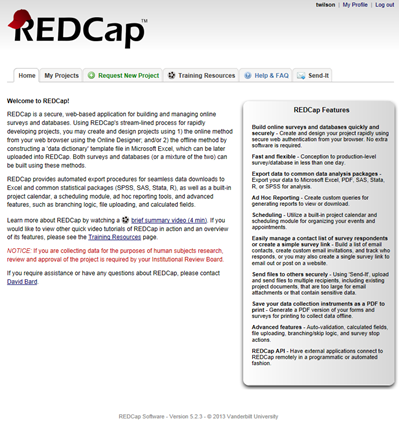 twilson | My Profile | Log out
REDCap™
Home My Projects Request New Project Training Resources Help & FAQ Send-It
Welcome to REDCap!
REDCap is a secure, web-based application for building and managing online
surveys and databases. Using REDCap's stream-lined process for rapidly
developing projects, you may create and design projects using 1) the online method
from your web browser using the Online Designer; and/or 2) the offline method by
constructing a 'data dictionary' template file in Microsoft Excel, which can be later
uploaded into REDCap. Both surveys and databases (or a mixture of the two) can
be built using these methods.
REDCap provides automated export procedures for seamless data downloads to
Excel and common statistical packages (SPSS, SAS, Stata, R), as well as a built-in
project calendar, a scheduling module, ad hoc reporting tools, and advanced
features, such as branching logic, file uploading, and calculated fields.
Learn more about REDCap by watching a brief summary video (4 min). If you
would like to view other quick video tutorials of REDCap in action and an overview
of its features, please see the Training Resources page.
NOTICE: If you are collecting data for the purposes of human subjects research,
review and approval of the project is required by your Institutional Review Board.
If you require assistance or have any questions about REDCap, please contact
David Bard.
REDCap Features
Build online surveys and databases quickly and
securely - Create and design your project rapidly using
secure web authentication from your browser. No extra
software is required.
Fast and flexible - Conception to production-level
survey/database in less than one day.
Export data to common data analysis packages -
Export your data to Microsoft Excel, PDF, SAS, Stata,
R, or SPSS for analysis.
Ad Hoc Reporting - Create custom queries for
generating reports to view or download.
Scheduling - Utilize a built-in project calendar and
scheduling module for organizing your events and
appointments.
Easily manage a contact list of survey respondents
or create a simple survey link - Build a list of email
contacts, create custom email invitations, and track who
responds, or you may also create a single survey link to
email out or post on a website.
Send files to others securely - Using 'Send-It', upload
and send files to multiple recipients, including existing
project documents, that are too large for email
attachments or that contain sensitive data.
Save your data collection instruments as a PDF to
print - Generate a PDF version of your forms and
surveys for printing to collect data offline.
Advanced features - Auto-validation, calculated fields,
file uploading, branching/skip logic, and survey stop
actions.
REDCap API - Have external applications connect to
REDCap remotely in a programmatic or automated
fashion.
REDCap Software - Version 5.2.3 - © 2013 Vanderbilt University